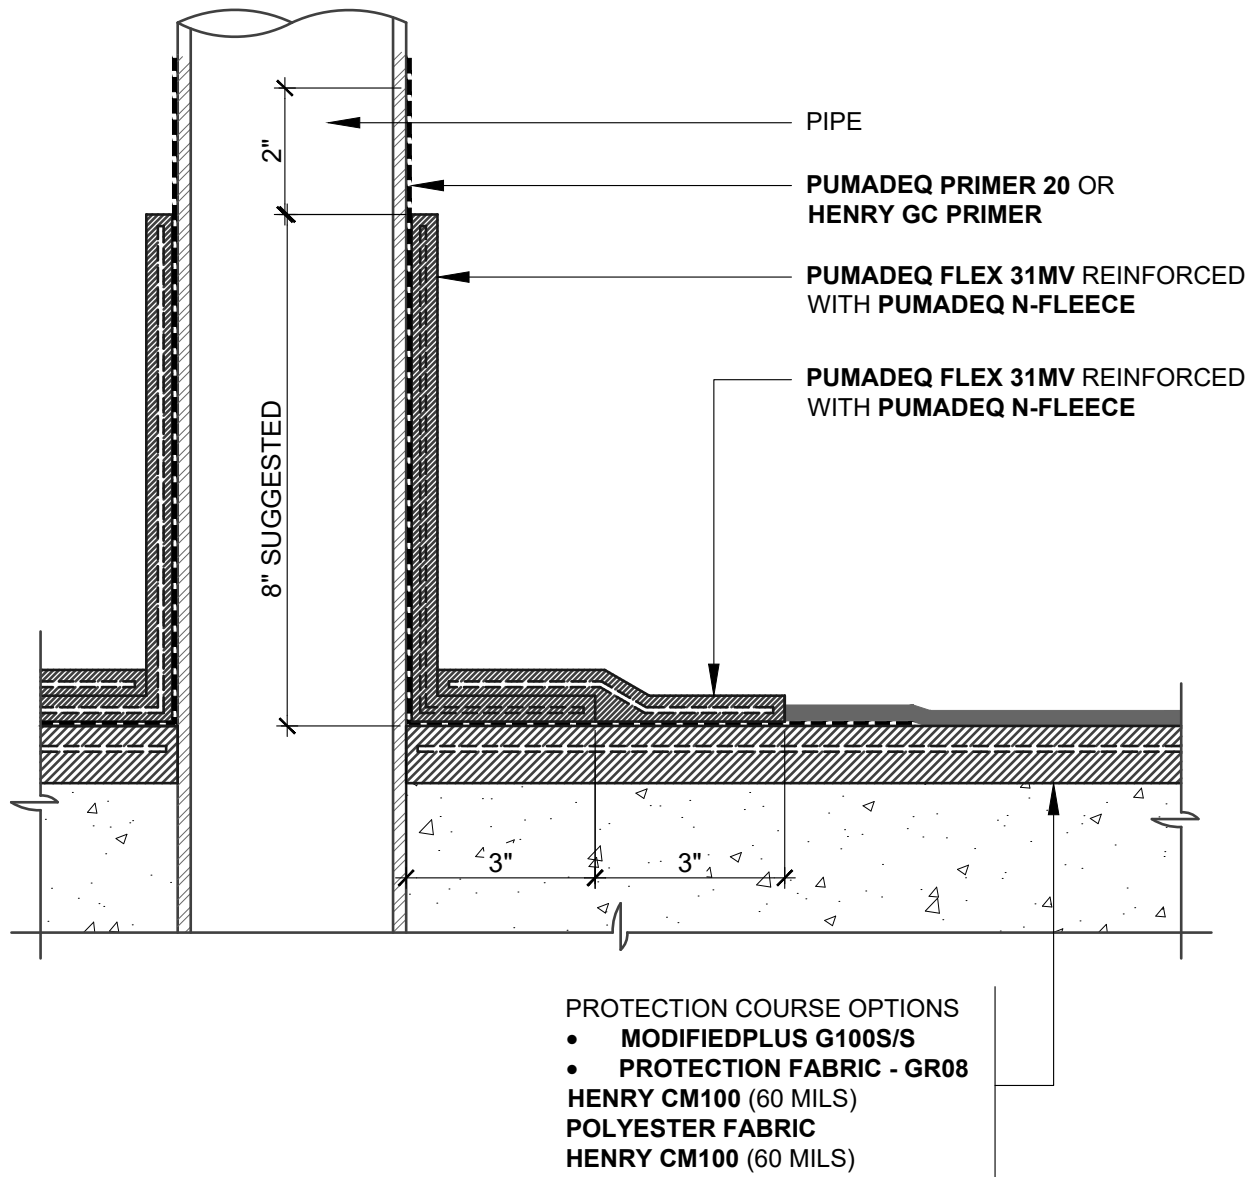 PIPE
2"
PUMADEQ PRIMER 20 OR
HENRY GC PRIMER
PUMADEQ FLEX 31MV REINFORCED
WITH PUMADEQ N-FLEECE
PUMADEQ FLEX 31MV REINFORCED
WITH PUMADEQ N-FLEECE
8" SUGGESTED
3"
3"
PROTECTION COURSE OPTIONS
• MODIFIEDPLUS G100S/S
• PROTECTION FABRIC - GR08
HENRY CM100 (60 MILS)
POLYESTER FABRIC
HENRY CM100 (60 MILS)